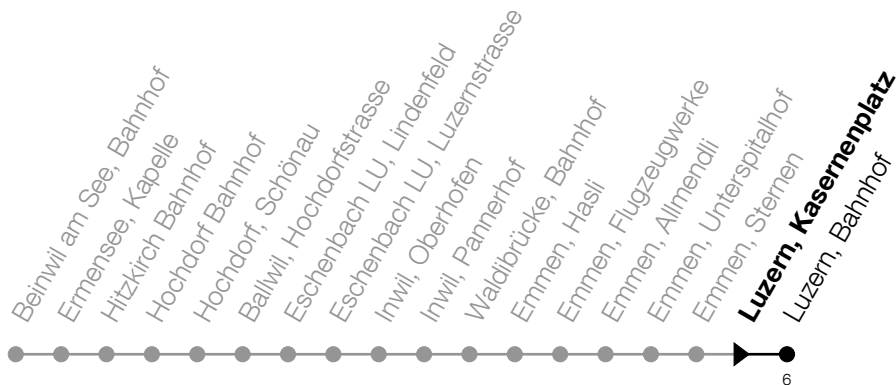 Beinwil am See, Bahnhof
Ermensee, Kapelle
Hitzkirch Bahnhof
Hochdorf Bahnhof
Hochdorf, Schönau
Ballwil, Hochdorfstrasse
Eschenbach LU, Lindenfeld
Eschenbach LU, Luzernstrasse
Inwil, Oberhofen
Inwil, Pannerhof
Waldibrücke, Bahnhof
Emmen, Hasli
Emmen, Flugzeugwerke
Emmen, Allmendli
Emmen, Unterspitalhof
Emmen, Sternen
Luzern, Kasernenplatz
Luzern, Bahnhof
6